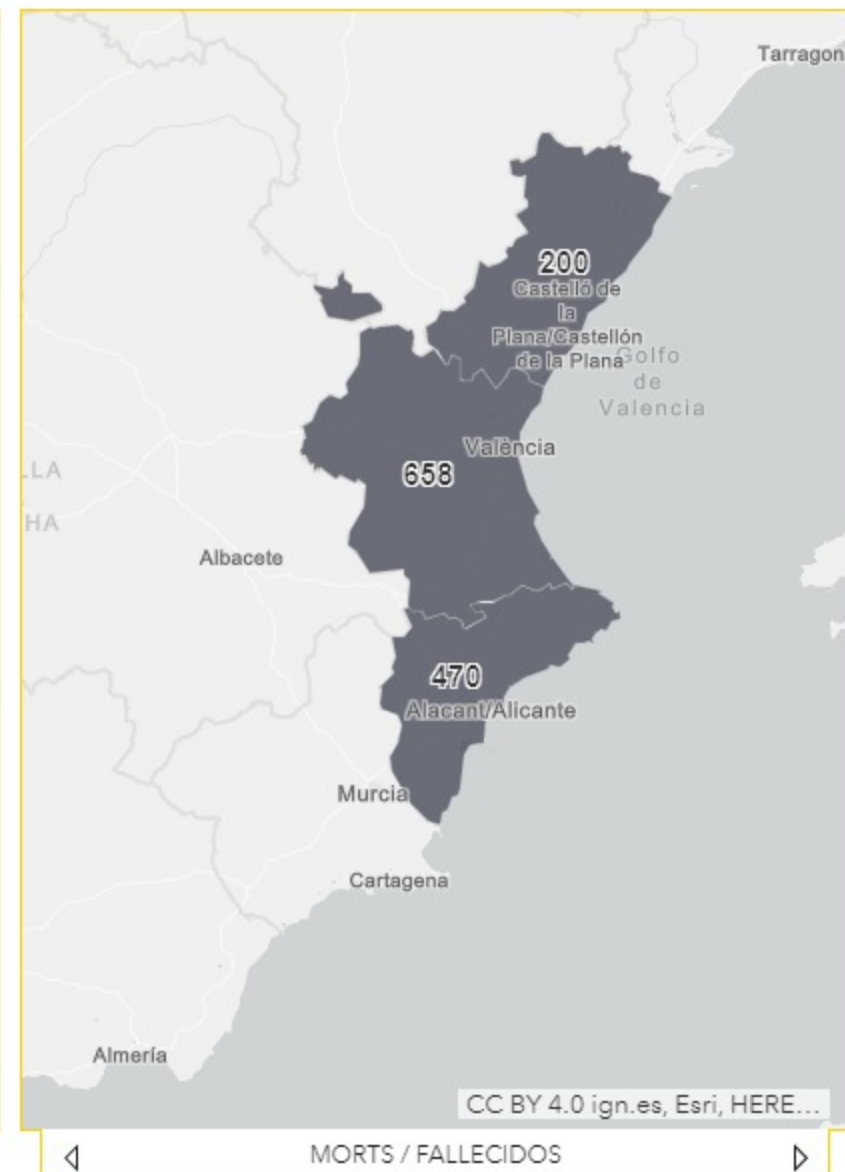 Tarragon
200
Castelló de
la
Plana/Castellón
de la Plana
Golfo
de
Valencia
València
658
LLA
HA
Albacete
470
Alacant/Alicante
Murcia
Cartagena
Almería
CC BY 4.0 ign.es, Esri, HERE...
MORTS / FALLECIDOS